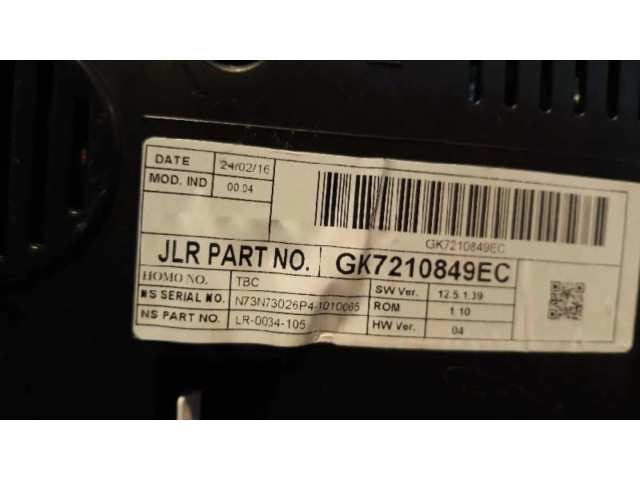 DATE 24/02/16
MOD. IND 00.04
GK7210849EC
JLR PART NO. GK7210849EC
HOMO NO. TBC
NS SERIAL NO. N73N73026P4-1010065
NS PART NO. LR-0034-105
SW Ver. 12.5.1.39
ROM 1.10
HW Ver. 04